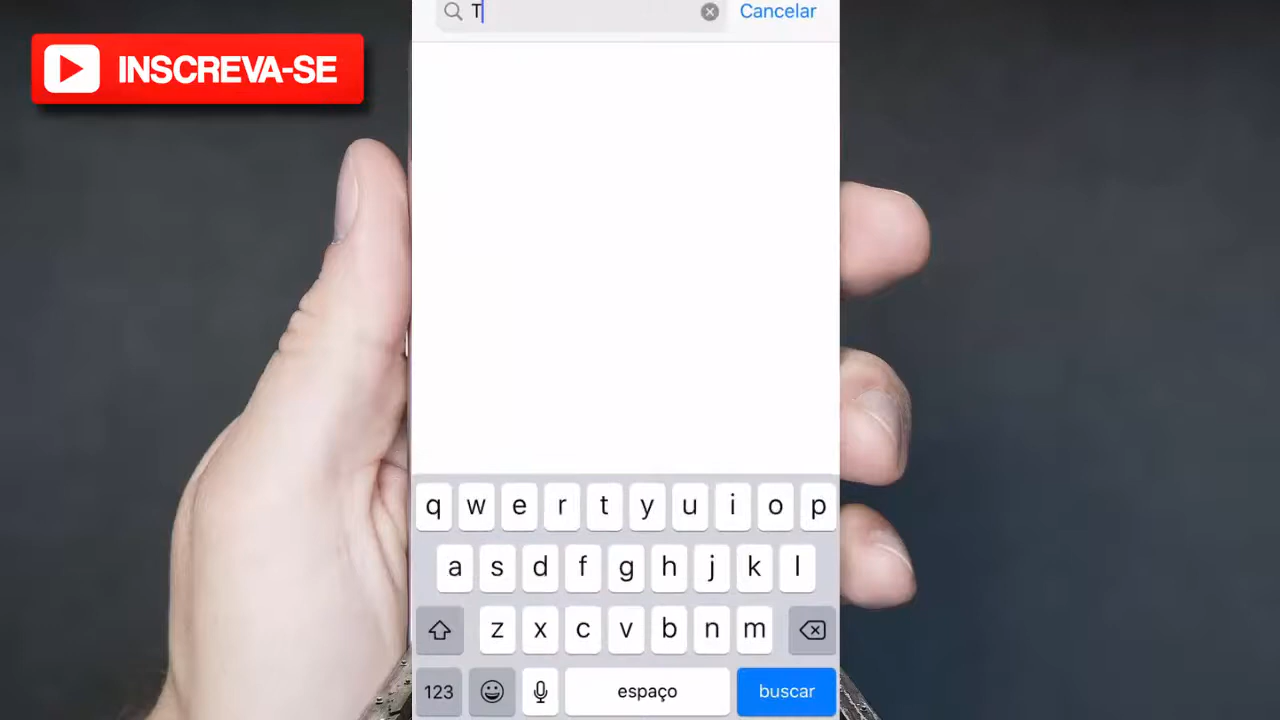 T
Cancelar
INSCREVA-SE
q w e r t y u i o p
a s d f g h j k l
z x c v b n m
123 espaço buscar